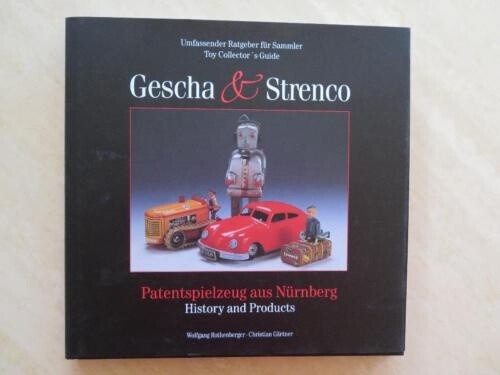 Umfassender Ratgeber für Sammler
Toy Collector´s Guide
Gescha & Strenco
Patentspielzeug aus Nürnberg
History and Products
Wolfgang Rothenberger · Christian Gärtner